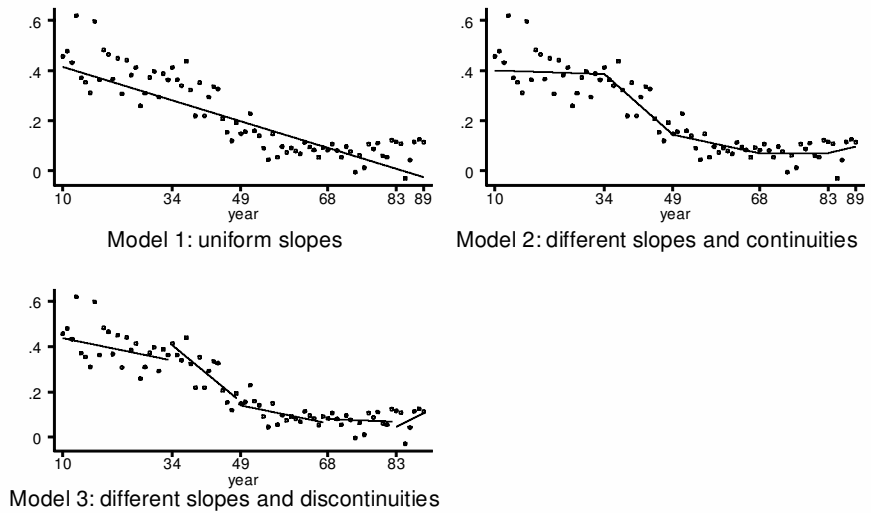 .6
.4
.2
0
10 34 49 68 83 89
year
Model 1: uniform slopes
.6
.4
.2
0
10 34 49 68 83 89
year
Model 2: different slopes and continuities
.6
.4
.2
0
10 34 49 68 83
year
Model 3: different slopes and discontinuities